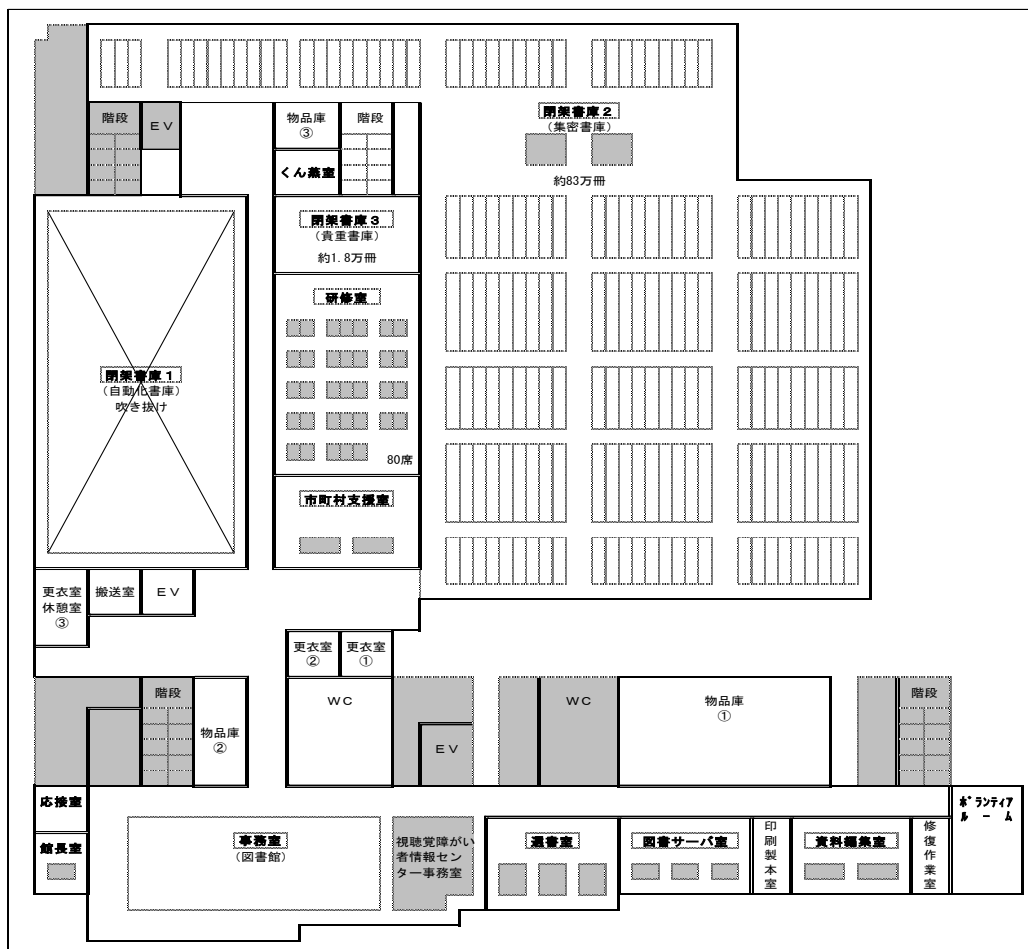 階段
ＥＶ
物品庫
③
階段
くん蒸室
閉架書庫２
(集密書庫)
約83万冊
閉架書庫３
(貴重書庫)
約1.8万冊
研修室
80席
閉架書庫１
(自動化書庫)
吹き抜け
市町村支援室
更衣室
休憩室
③
搬送室
ＥＶ
更衣室
②
更衣室
①
階段
物品庫
②
ＷＣ
ＥＶ
ＷＣ
物品庫
①
階段
応接室
館長室
事務室
(図書館)
視聴覚障がい
者情報セン
ター事務室
選書室
図書サーバ室
印刷製本室
資料編集室
修復作業室
ボランティア
ルーム